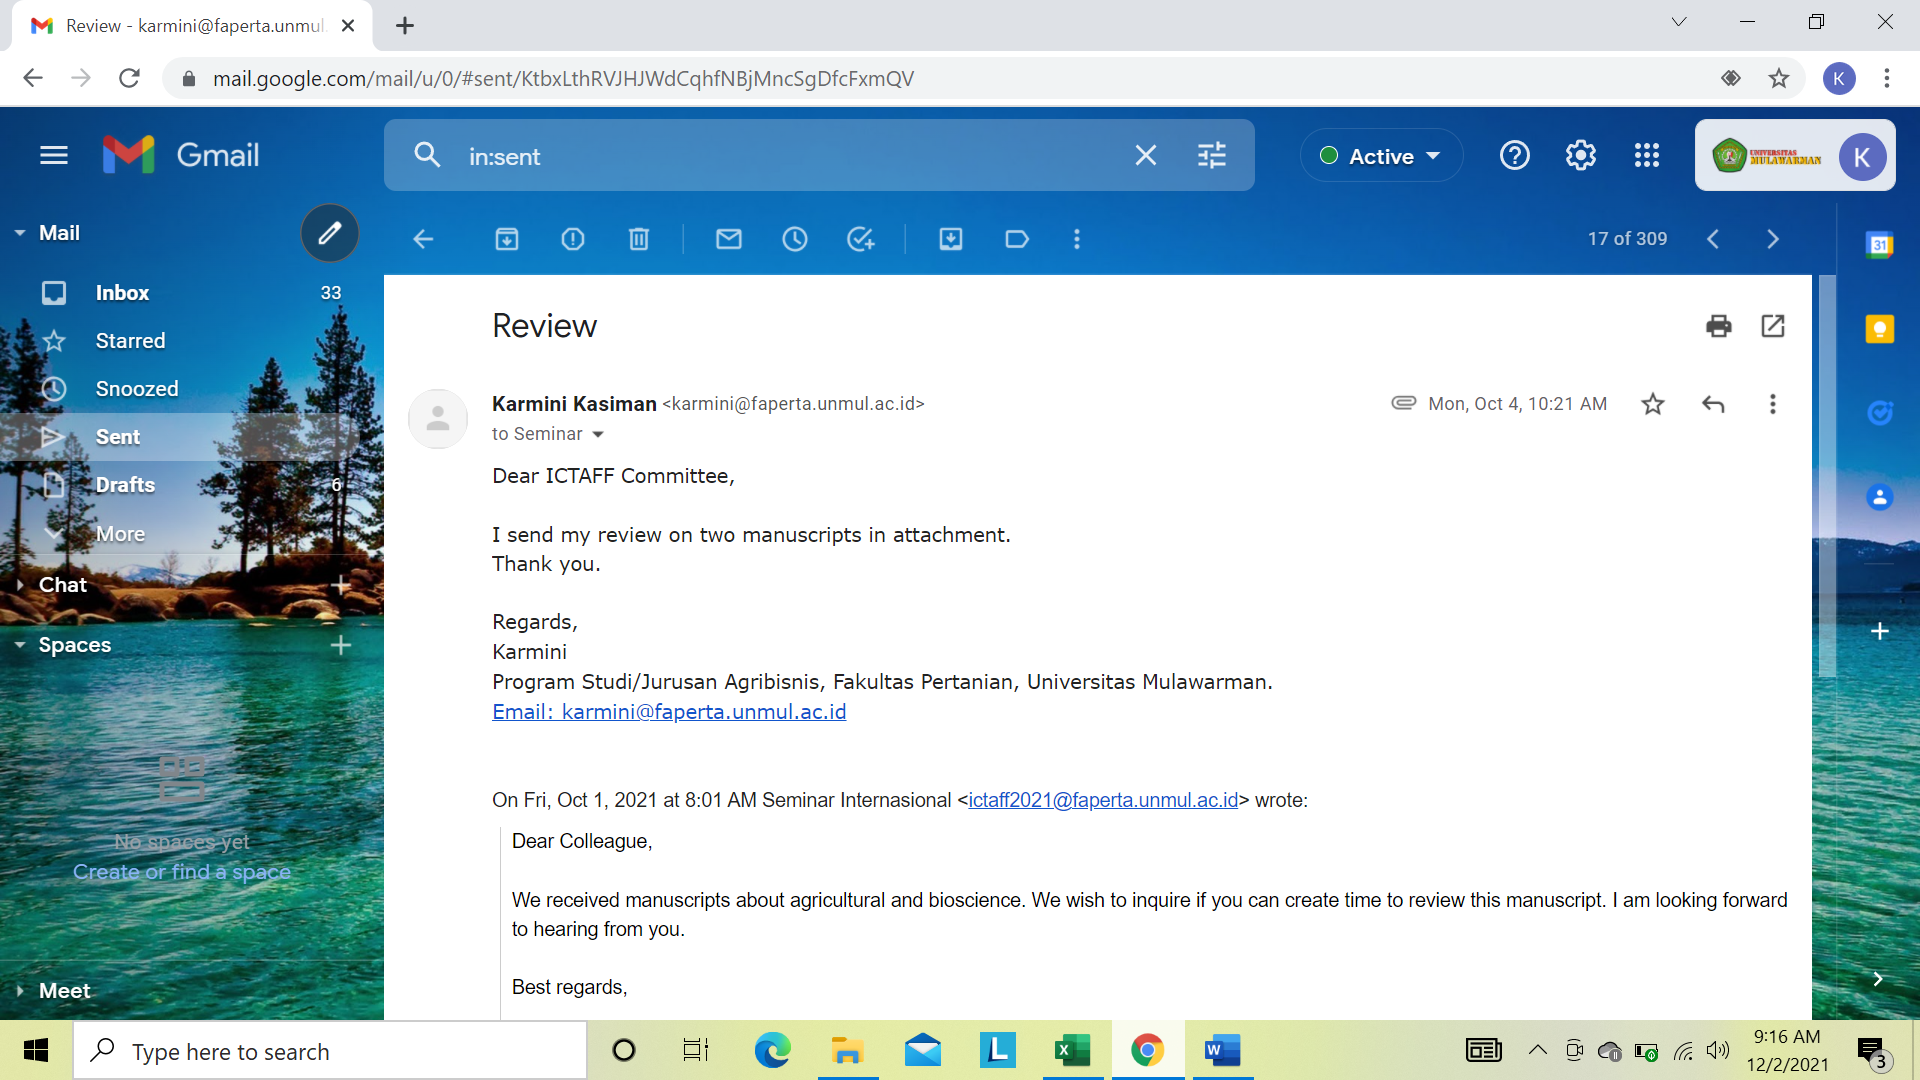 Review - karmini@faperta.unmul.
mail.google.com/mail/u/0/#sent/KtbxLthRVJHJWdCqhfNBjMncSgDfcFxmQV
K
Gmail
in:sent
Active
UNIVERSITAS
MULAWARMAN
K
Mail
17 of 309
31
Inbox 33
Starred
Snoozed
Sent
Drafts 6
More
Chat
Spaces
No spaces yet
Create or find a space
Meet
Review
Karmini Kasiman <karmini@faperta.unmul.ac.id>
Mon, Oct 4, 10:21 AM
to Seminar
Dear ICTAFF Committee,
I send my review on two manuscripts in attachment.
Thank you.
Regards,
Karmini
Program Studi/Jurusan Agribisnis, Fakultas Pertanian, Universitas Mulawarman.
Email: karmini@faperta.unmul.ac.id
On Fri, Oct 1, 2021 at 8:01 AM Seminar Internasional <ictaff2021@faperta.unmul.ac.id> wrote:
Dear Colleague,
We received manuscripts about agricultural and bioscience. We wish to inquire if you can create time to review this manuscript. I am looking forward
to hearing from you.
Best regards,
Type here to search
L
X
W
9:16 AM
12/2/2021
3